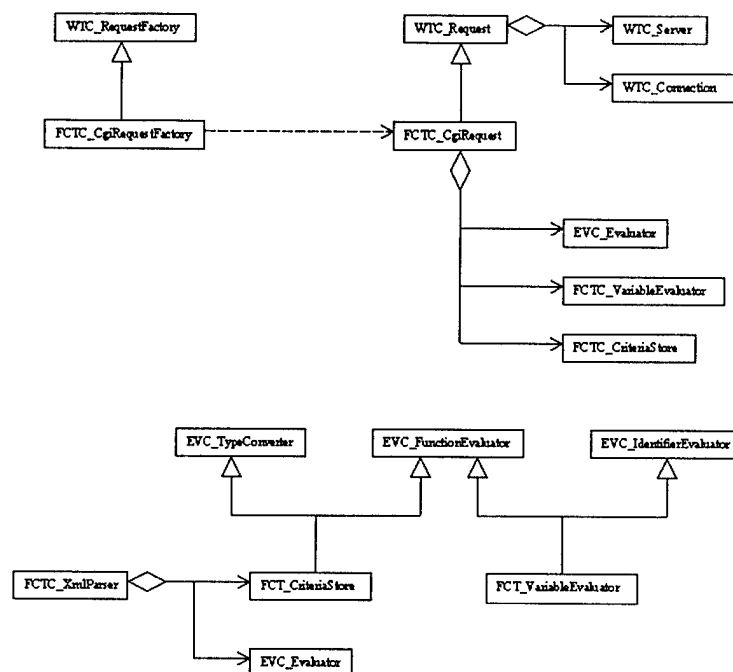 WTC_RequestFactory
WTC_Request
WTC_Server
WTC_Connection
FCTC_CgiRequestFactory
FCTC_CgiRequest
EVC_Evaluator
FCTC_VariableEvaluator
FCTC_CriteriaStore
EVC_TypeConverter
EVC_FunctionEvaluator
EVC_IdentifierEvaluator
FCTC_XmlParser
FCT_CriteriaStore
FCT_VariableEvaluator
EVC_Evaluator